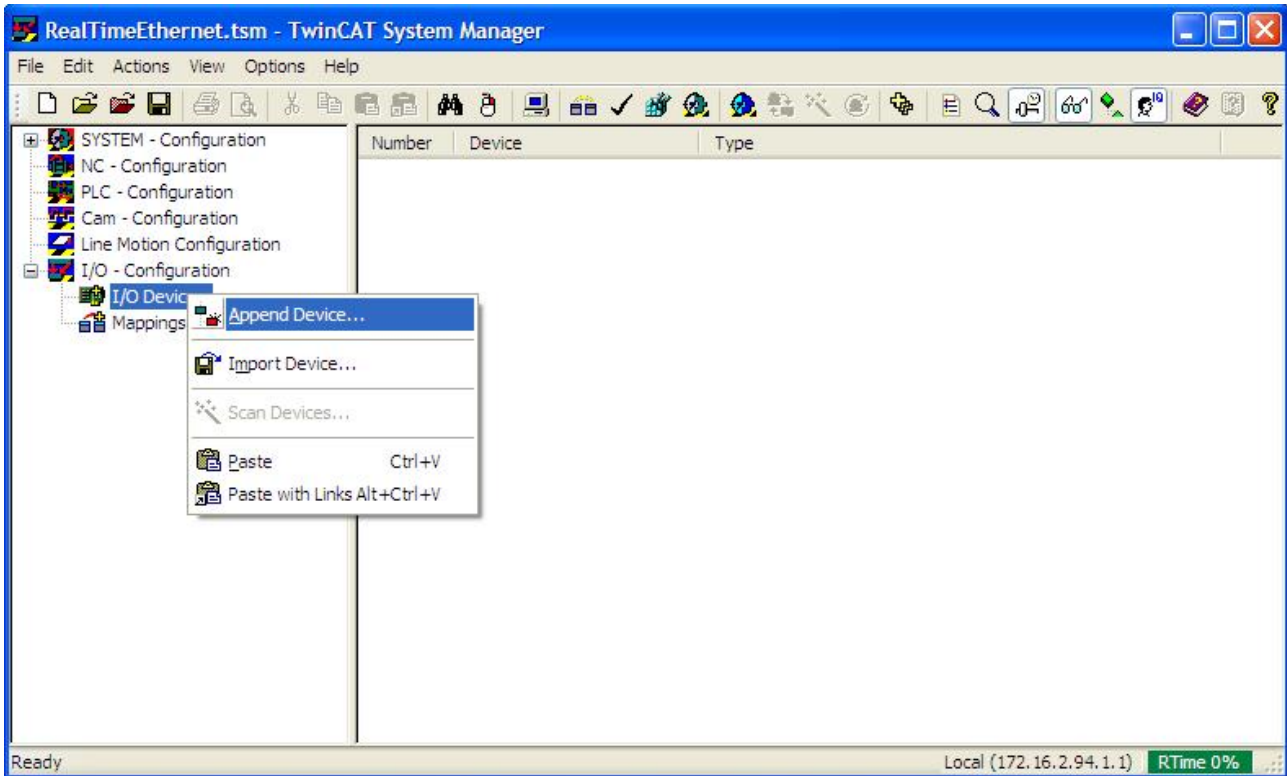 RealTimeEthernet.tsm - TwinCAT System Manager
File Edit Actions View Options Help
SYSTEM - Configuration
NC - Configuration
PLC - Configuration
Cam - Configuration
Line Motion Configuration
I/O - Configuration
I/O Devic
Mappings
Number Device Type
Append Device...
Import Device...
Scan Devices...
Paste Ctrl+V
Paste with Links Alt+Ctrl+V
Ready Local (172.16.2.94.1.1) RTime 0%